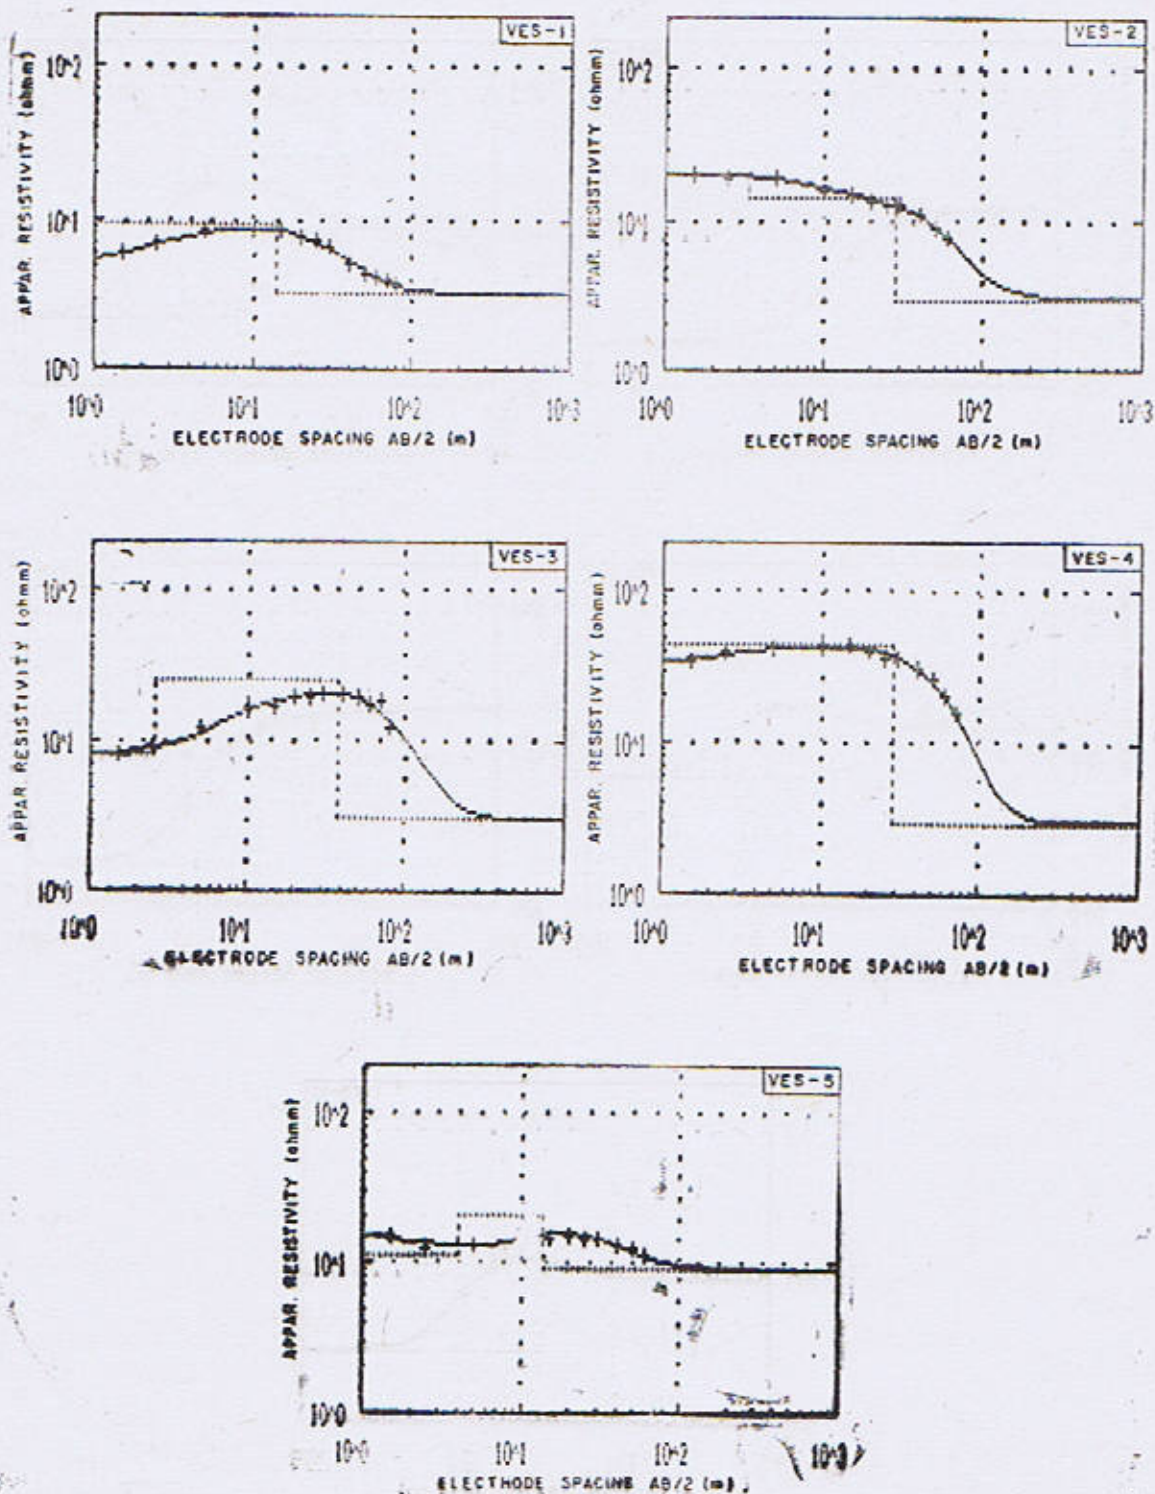 VES-1
APPAR. RESISTIVITY (ohmm)
10^2
10^1
10^0
10^0 10^1 10^2 10^3
ELECTRODE SPACING AB/2 (m)
VES-2
APPAR. RESISTIVITY (ohmm)
10^2
10^1
10^0
10^0 10^1 10^2 10^3
ELECTRODE SPACING AB/2 (m)
VES-3
APPAR. RESISTIVITY (ohmm)
10^2
10^1
10^0
10^0 10^1 10^2 10^3
ELECTRODE SPACING AB/2 (m)
VES-4
APPAR. RESISTIVITY (ohmm)
10^2
10^1
10^0
10^0 10^1 10^2 10^3
ELECTRODE SPACING AB/2 (m)
VES-5
APPAR. RESISTIVITY (ohmm)
10^2
10^1
10^0
10^0 10^1 10^2 10^3
ELECTHODE SPACING AB/2 (m)